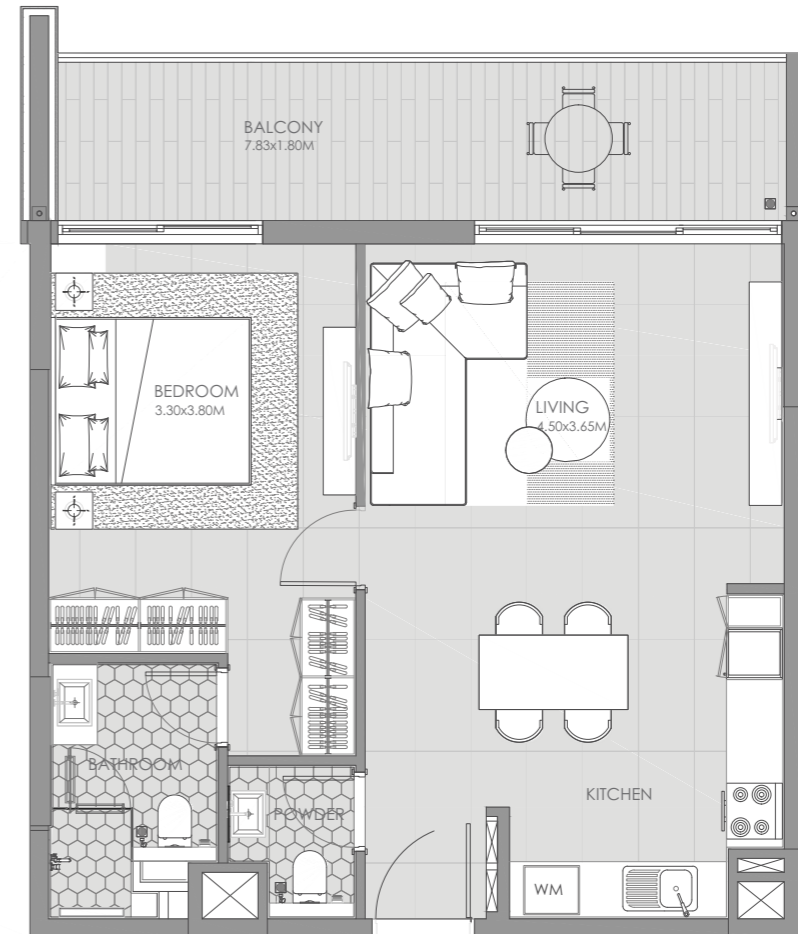 BALCONY
7.83x1.80M
BEDROOM
3.30x3.80M
LIVING
4.50x3.65M
BATHROOM
POWDER
KITCHEN
WM